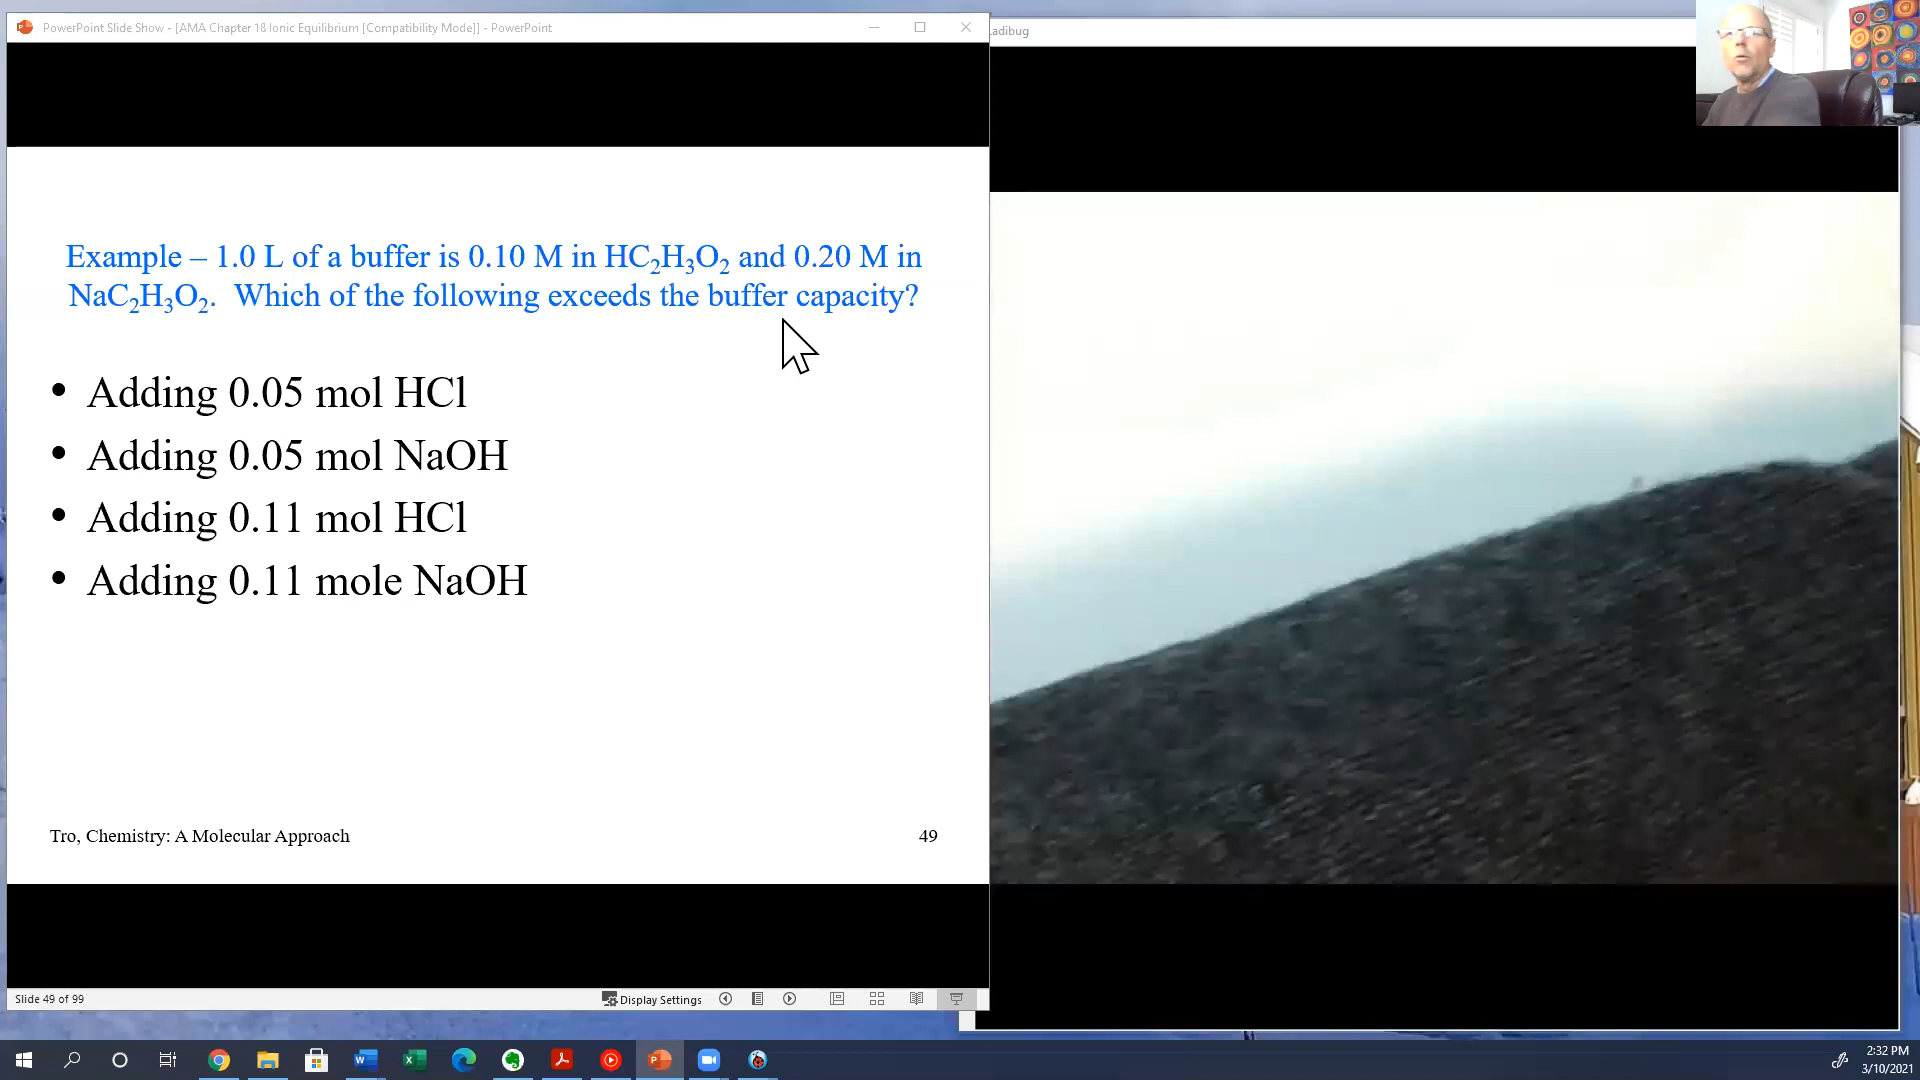 PowerPoint Slide Show - [AMA Chapter 18 Ionic Equilibrium [Compatibility Mode]] - PowerPoint
Ladibug
Example – 1.0 L of a buffer is 0.10 M in HC₂H₃O₂ and 0.20 M in
NaC₂H₃O₂. Which of the following exceeds the buffer capacity?
• Adding 0.05 mol HCl
• Adding 0.05 mol NaOH
• Adding 0.11 mol HCl
• Adding 0.11 mole NaOH
Tro, Chemistry: A Molecular Approach
49
Slide 49 of 99
Display Settings
2:32 PM
3/10/2021